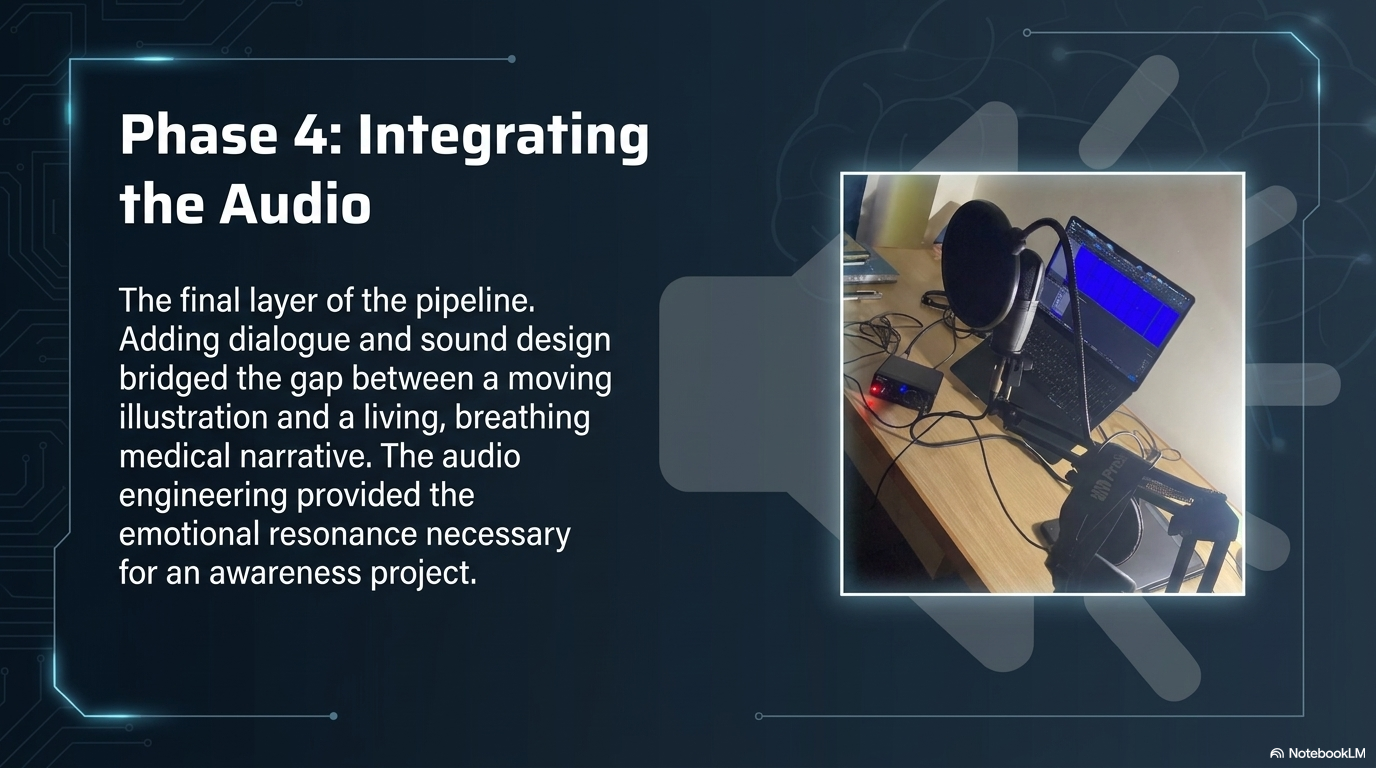 Phase 4: Integrating
the Audio
The final layer of the pipeline.
Adding dialogue and sound design
bridged the gap between a moving
illustration and a living, breathing
medical narrative. The audio
engineering provided the
emotional resonance necessary
for an awareness project.
NotebookLM